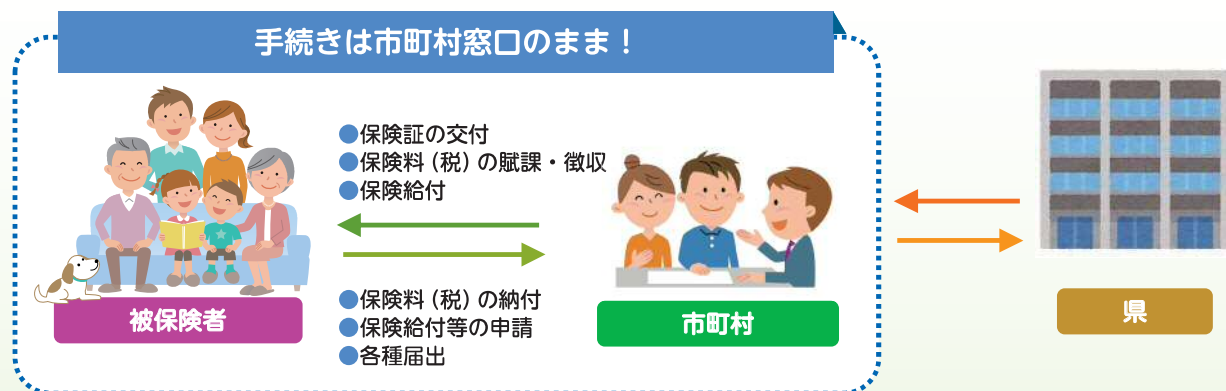 手続きは市町村窓口のまま！
●保険証の交付
●保険料（税）の賦課・徴収
●保険給付
●保険料（税）の納付
●保険給付等の申請
●各種届出
被保険者
市町村
県